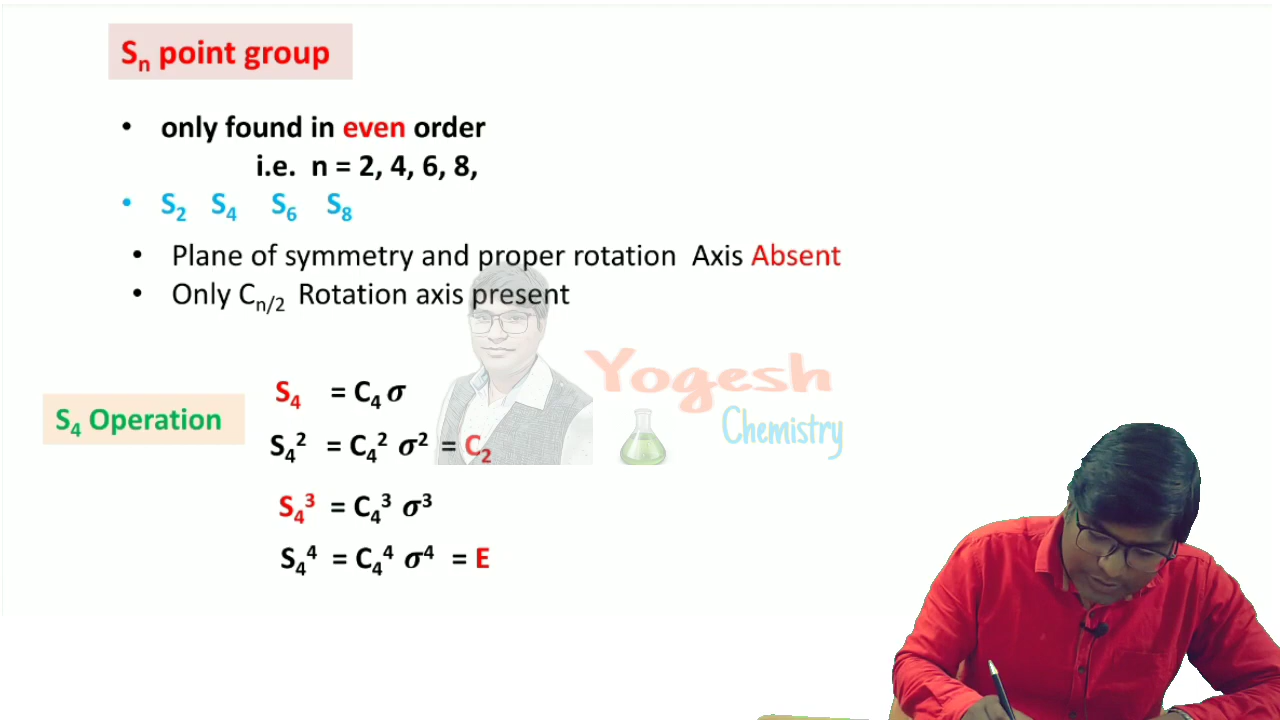 Sₙ point group
• only found in even order
i.e. n = 2, 4, 6, 8,
• S₂ S₄ S₆ S₈
• Plane of symmetry and proper rotation Axis Absent
• Only Cₙ/₂ Rotation axis present
Yogesh
Chemistry
S₄ Operation
S₄ = C₄ σ
S₄² = C₄² σ² = C₂
S₄³ = C₄³ σ³
S₄⁴ = C₄⁴ σ⁴ = E